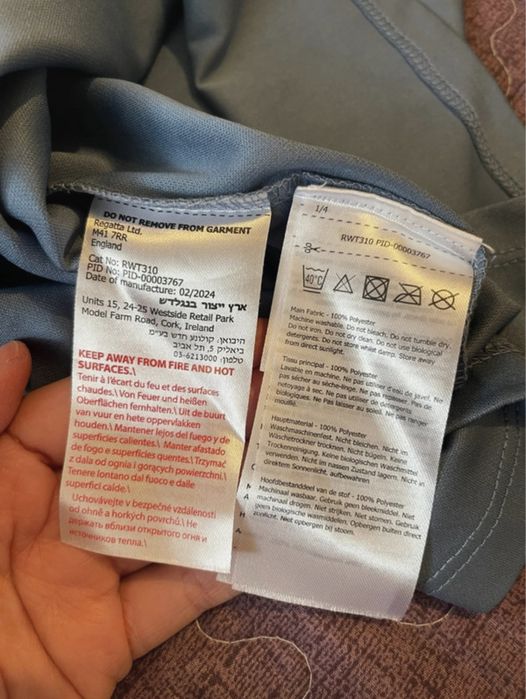 DO NOT REMOVE FROM GARMENT
Regatta Ltd.
M41 7RR
England
Cat No: RWT310
PID No: PID-00003767
Date of manufacture: 02/2024
ארץ ייצור בנגלדש
Units 15, 24-25 Westside Retail Park
Model Farm Road, Cork, Ireland
היבואן. קולומע חדש בע"מ
ביאליק 5, תל אביב
טלפון: 03-6213000
KEEP AWAY FROM FIRE AND HOT
SURFACES.\
Tenir à l'écart du feu et des surfaces
chaudes.\ Von Feuer und heißen
Oberflächen fernhalten.\ Uit de buurt
van vuur en hete oppervlakken
houden.\ Mantener lejos del fuego y de
superficies calientes.\ Manter afastado
de fogo e superfícies quentes.\ Trzymać
z dala od ognia i gorących powierzchni.\
Tenere lontano dal fuoco e dalle
superfici calde.\
Uchovávejte v bezpečné vzdálenosti
od ohně a horkých povrchů.\ Не
держать вблизи открытого огня и
источников тепла.\
1/4
RWT310 PID-00003767
40°C
Main Fabric - 100% Polyester
Machine washable. Do not bleach. Do not tumble dry.
Do not iron. Do not dry clean. Do not use biological
detergents. Do not store whilst damp. Store away
from direct sunlight.
Tissu principal - 100% Polyester
Lavable en machine. Ne pas utiliser d'eau de javel. Ne
pas sécher au sèche-linge. Ne pas repasser. Pas de
nettoyage à sec. Ne pas utiliser de détergents
biologiques. Ne pas laisser au soleil. Ne pas ranger
mouillé.
Hauptmaterial - 100% Polyester
Waschmaschinenfest. Nicht bleichen. Nicht im
Wäschetrockner trocknen. Nicht bügeln. Keine
Trockenreinigung. Keine biologischen Waschmittel
verwenden. Nicht im nassen Zustand lagern. Nicht in
direktem Sonnenlicht. aufbewahren
Hoofdbestanddeel van de stof - 100% Polyester
Machinaal wasbaar. Gebruik geen bleekmiddel. Niet
machinaal drogen. Niet strijken. Niet stomen. Gebruik
geen biologische wasmiddelen. Opbergen buiten direct
zonlicht. Niet opbergen bij stoom.